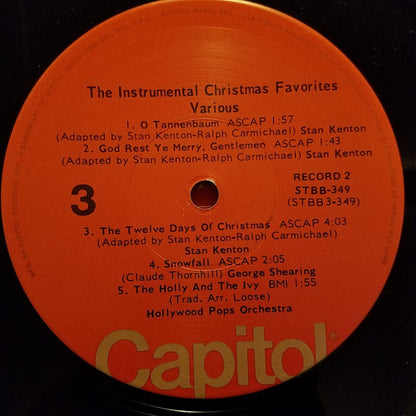 The Instrumental Christmas Favorites
Various
1. O Tannenbaum ASCAP 1:57
(Adapted by Stan Kenton-Ralph Carmichael) Stan Kenton
2. God Rest Ye Merry, Gentlemen ASCAP 1:43
(Adapted by Stan Kenton-Ralph Carmichael) Stan Kenton
3
RECORD 2
STBB-349
(STBB-3-349)
3. The Twelve Days Of Christmas ASCAP 4:03
(Adapted by Stan Kenton-Ralph Carmichael)
Stan Kenton
4. Snowfall ASCAP 2:05
(Claude Thornhill) George Shearing
5. The Holly And The Ivy BMI 1:55
(Trad. Arr. Loose)
Hollywood Pops Orchestra
Capitol®